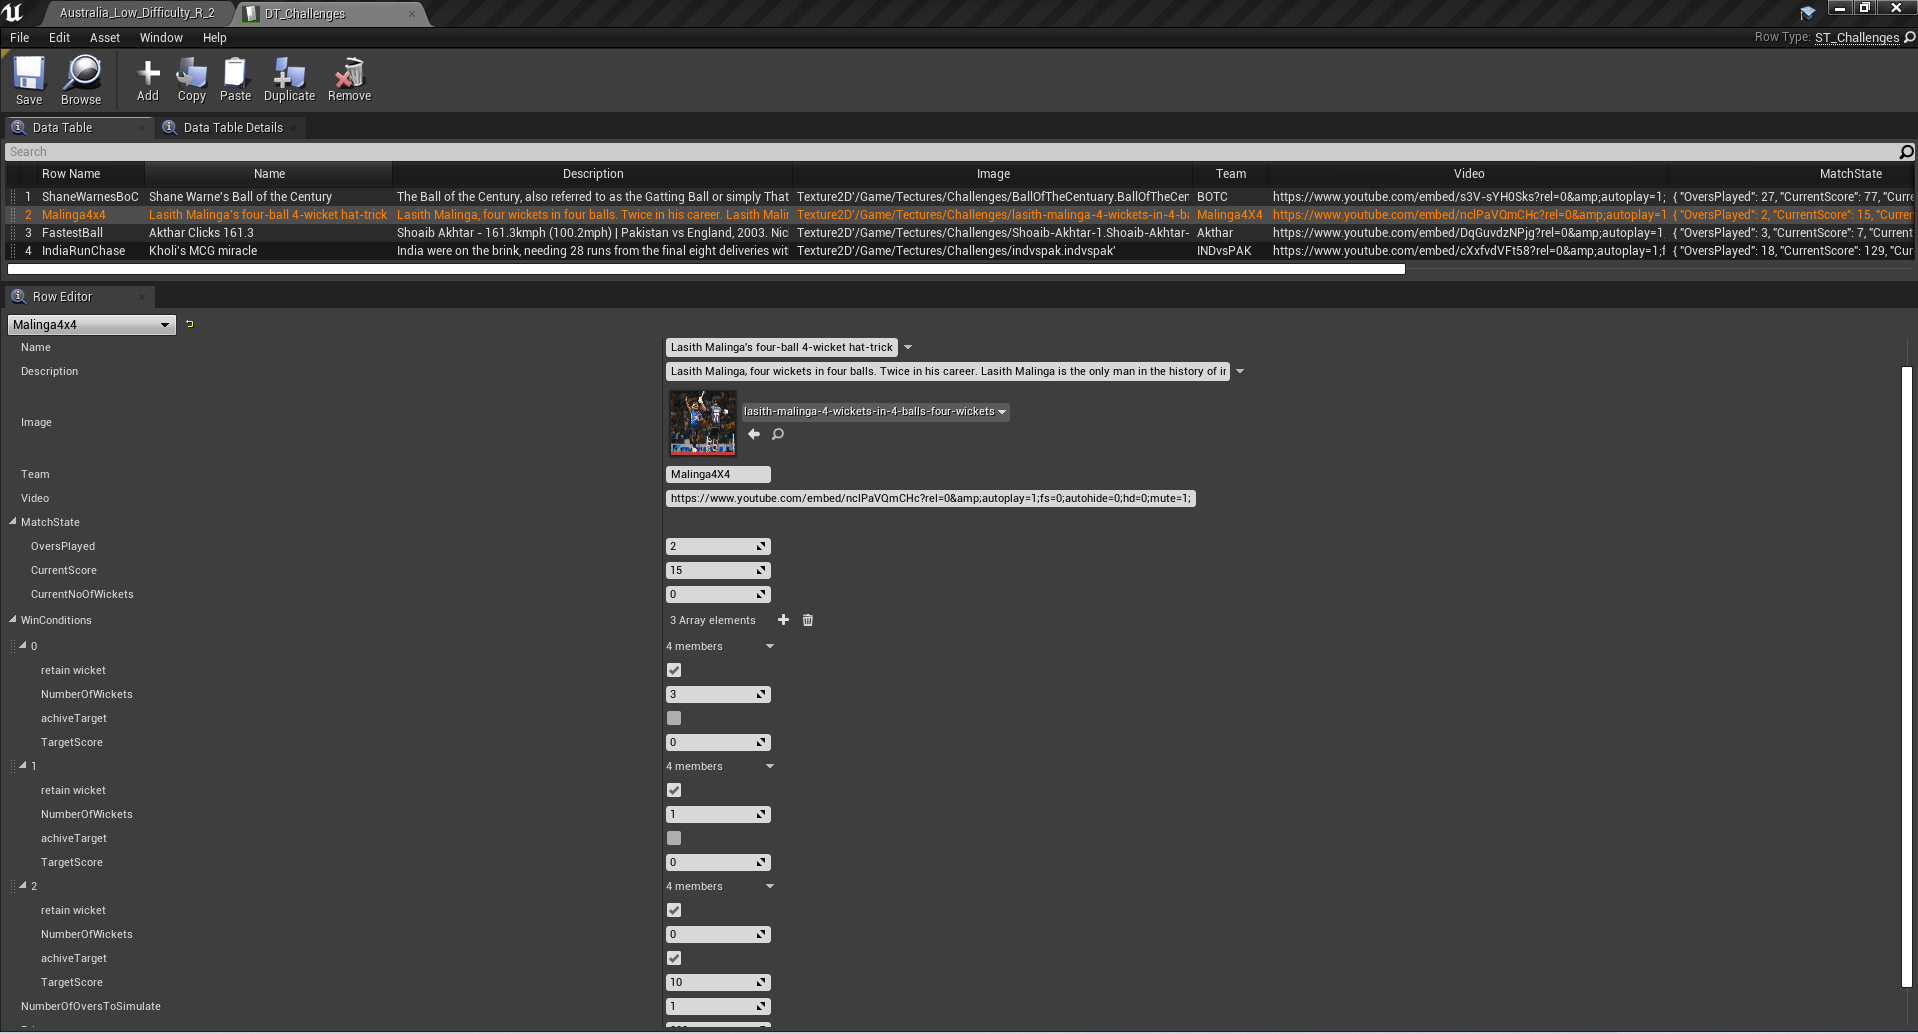 Australia_Low_Difficulty_R_2
DT_Challenges
File Edit Asset Window Help
Row Type: ST_Challenges
Save Browse Add Copy Paste Duplicate Remove
Data Table
Data Table Details
Search
Row Name Name Description Image Team Video MatchState
1 ShaneWarnesBoC Shane Warne's Ball of the Century The Ball of the Century, also referred to as the Gatting Ball or simply That Texture2D'/Game/Tectures/Challenges/BallOfTheCentuary.BallOfTheCen BOTC https://www.youtube.com/embed/s3V-sYH0Sks?rel=0&amp;autoplay=1; { "OversPlayed": 27, "CurrentScore": 77, "Curre
2 Malinga4x4 Lasith Malinga's four-ball 4-wicket hat-trick Lasith Malinga, four wickets in four balls. Twice in his career. Lasith Malin Texture2D'/Game/Tectures/Challenges/lasith-malinga-4-wickets-in-4-ba Malinga4X4 https://www.youtube.com/embed/nclPaVQmCHc?rel=0&amp;autoplay=1 { "OversPlayed": 2, "CurrentScore": 15, "Curren
3 FastestBall Akthar Clicks 161.3 Shoaib Akhtar - 161.3kmph (100.2mph) | Pakistan vs England, 2003. Nic Texture2D'/Game/Tectures/Challenges/Shoaib-Akhtar-1.Shoaib-Akhtar- Akthar https://www.youtube.com/embed/DqGuvdzNPjg?rel=0&amp;autoplay=1 { "OversPlayed": 3, "CurrentScore": 7, "Current
4 IndiaRunChase Kholi's MCG miracle India were on the brink, needing 28 runs from the final eight deliveries wit Texture2D'/Game/Tectures/Challenges/indvspak.indvspak' INDvsPAK https://www.youtube.com/embed/cXxfvdVFt58?rel=0&amp;autoplay=1;f { "OversPlayed": 18, "CurrentScore": 129, "Cur
Row Editor
Malinga4x4
Name Lasith Malinga's four-ball 4-wicket hat-trick
Description Lasith Malinga, four wickets in four balls. Twice in his career. Lasith Malinga is the only man in the history of ir
Image lasith-malinga-4-wickets-in-4-balls-four-wickets
Team Malinga4X4
Video https://www.youtube.com/embed/nclPaVQmCHc?rel=0&amp;autoplay=1;fs=0;autohide=0;hd=0;mute=1;
MatchState
OversPlayed 2
CurrentScore 15
CurrentNoOfWickets 0
WinConditions 3 Array elements
0 4 members
retain wicket
NumberOfWickets 3
achiveTarget
TargetScore 0
1 4 members
retain wicket
NumberOfWickets 1
achiveTarget
TargetScore 0
2 4 members
retain wicket
NumberOfWickets 0
achiveTarget
TargetScore 10
NumberOfOversToSimulate 1